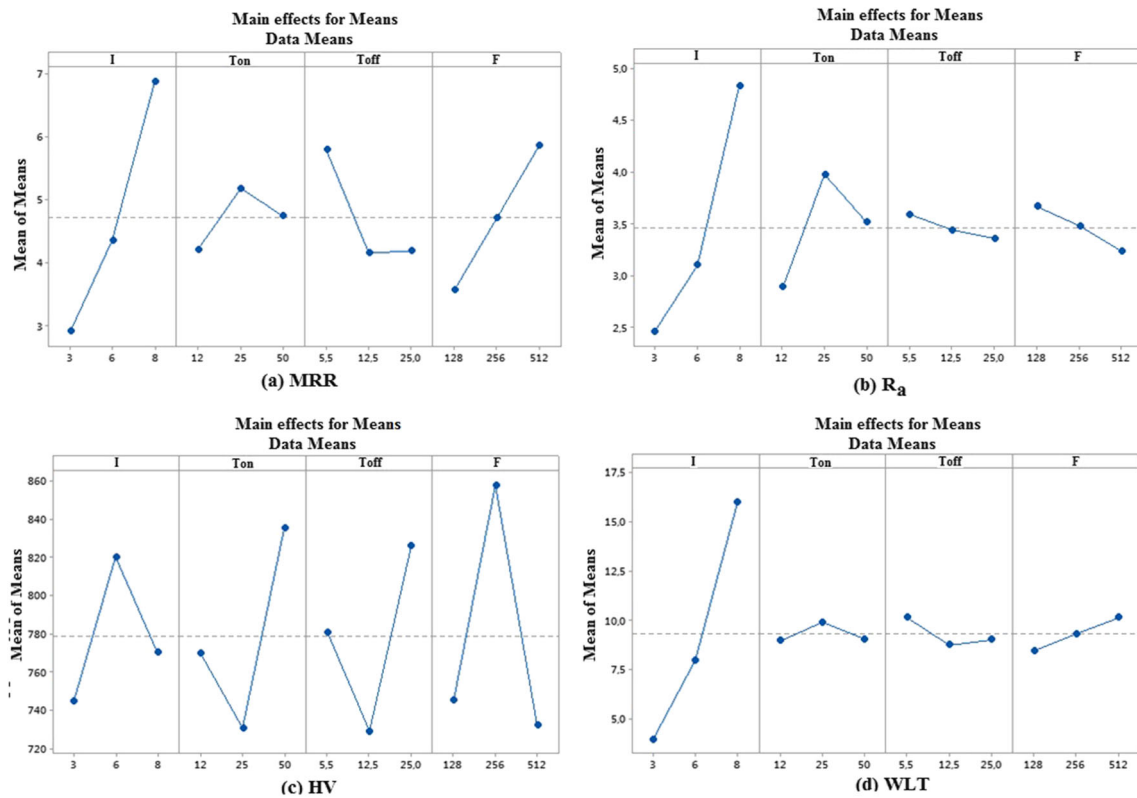 Main effects for Means
Data Means
I Ton Toff F
Mean of Means
7
6
5
4
3
3 6 8 12 25 50 5,5 12,5 25,0 128 256 512
(a) MRR
Main effects for Means
Data Means
I Ton Toff F
Mean of Means
5,0
4,5
4,0
3,5
3,0
2,5
3 6 8 12 25 50 5,5 12,5 25,0 128 256 512
(b) Ra
Main effects for Means
Data Means
I Ton Toff F
Mean of Means
860
840
820
800
780
760
740
720
3 6 8 12 25 50 5,5 12,5 25,0 128 256 512
(c) HV
Main effects for Means
Data Means
I Ton Toff F
Mean of Means
17,5
15,0
12,5
10,0
7,5
5,0
3 6 8 12 25 50 5,5 12,5 25,0 128 256 512
(d) WLT